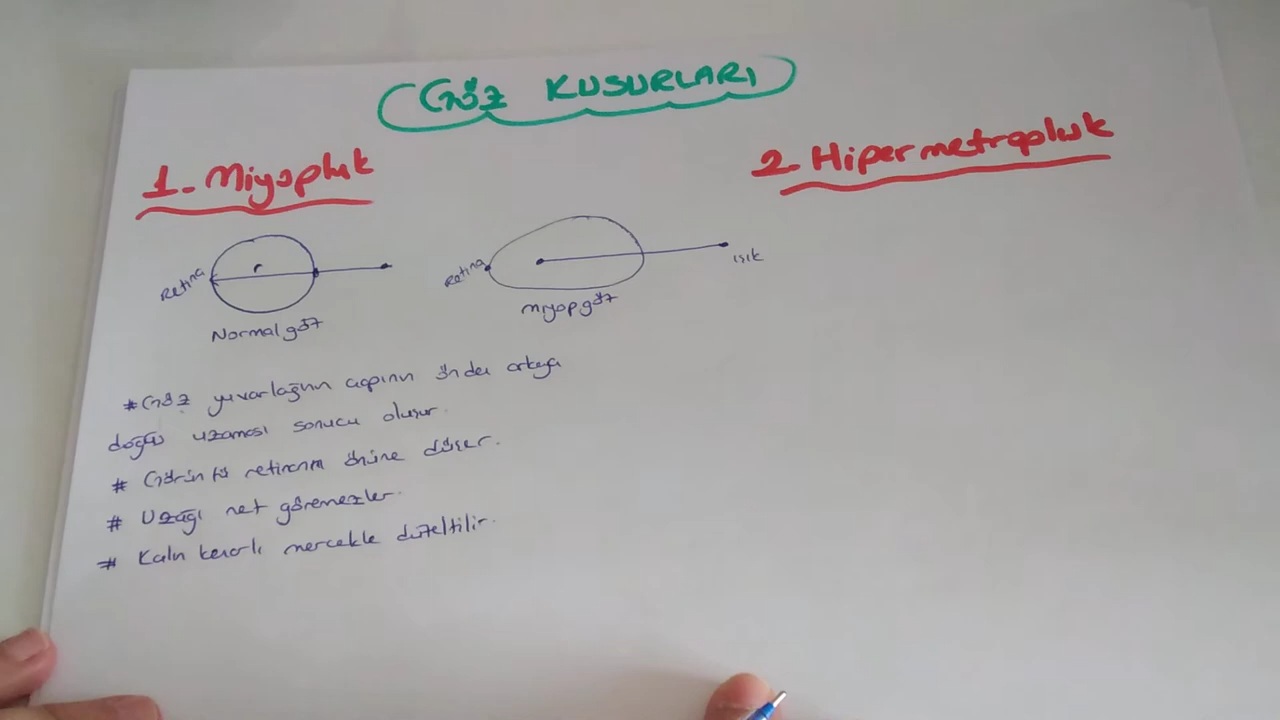 GÖZ KUSURLARI
1. Miyopluk
2. Hipermetropluk
Retina
Normal göz
Retina
ışık
Miyop göz
* Göz yuvarlağının çapının önden arkaya
doğru uzaması sonucu oluşur.
* Görüntü retinanın önüne düşer.
* Uzağı net göremezler.
* Kalın kenarlı mercekle düzeltilir.